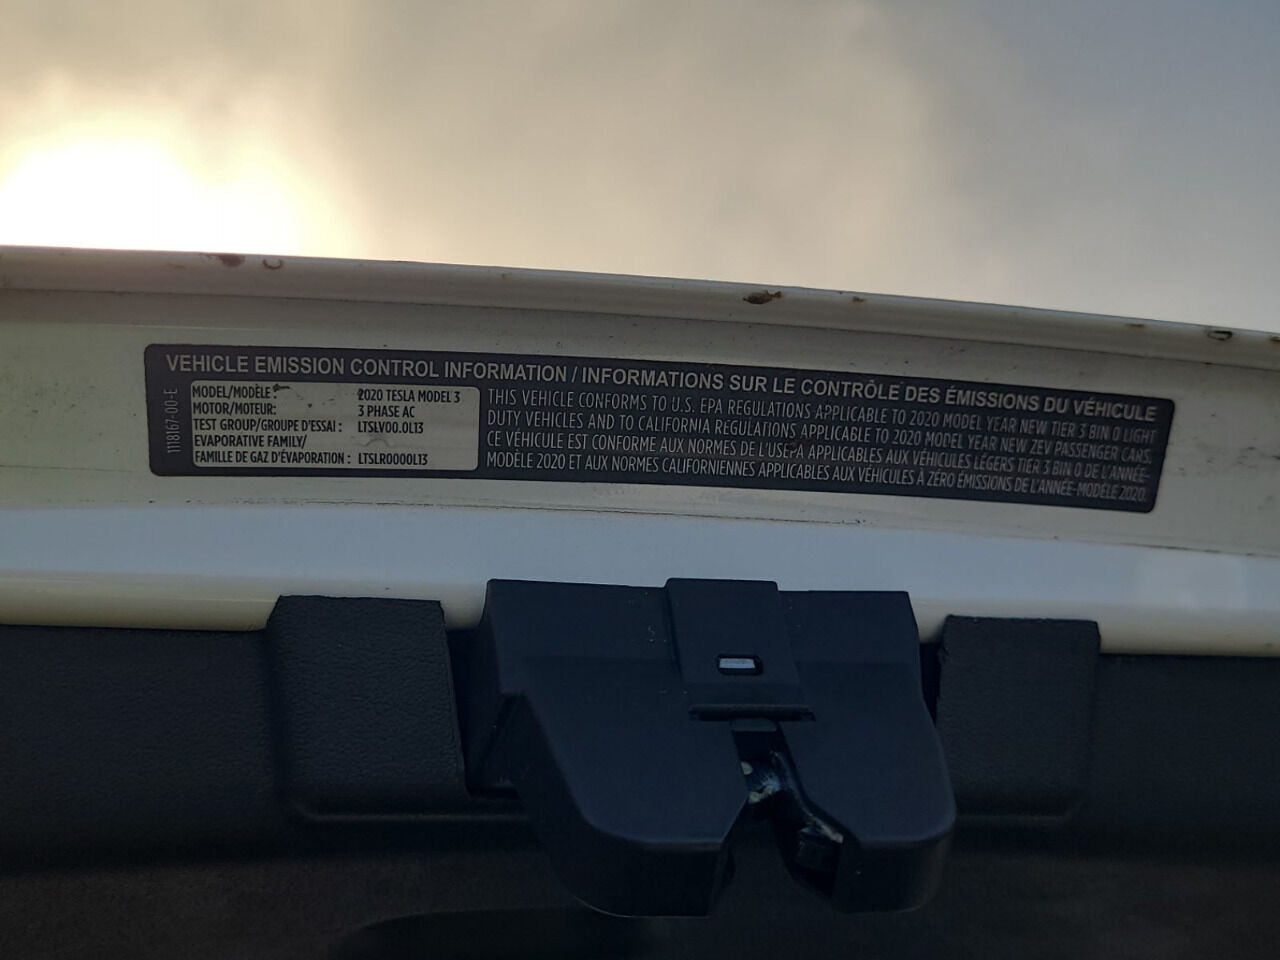 VEHICLE EMISSION CONTROL INFORMATION / INFORMATIONS SUR LE CONTRÔLE DES ÉMISSIONS DU VÉHICULE
1118167-00-E
MODEL/MODÈLE : 2020 TESLA MODEL 3
MOTOR/MOTEUR: 3 PHASE AC
TEST GROUP/GROUPE D'ESSAI : LTSLV00.0L13
EVAPORATIVE FAMILY/
FAMILLE DE GAZ D'ÉVAPORATION : LTSLR0000L13
THIS VEHICLE CONFORMS TO U.S. EPA REGULATIONS APPLICABLE TO 2020 MODEL YEAR NEW TIER 3 BIN 0 LIGHT
DUTY VEHICLES AND TO CALIFORNIA REGULATIONS APPLICABLE TO 2020 MODEL YEAR NEW ZEV PASSENGER CARS.
CE VÉHICULE EST CONFORME AUX NORMES DE L'USEPA APPLICABLES AUX VÉHICULES LÉGERS TIER 3 BIN 0 DE L'ANNÉE-
MODÈLE 2020 ET AUX NORMES CALIFORNIENNES APPLICABLES AUX VÉHICULES À ZÉRO ÉMISSIONS DE L'ANNÉE-MODÈLE 2020.